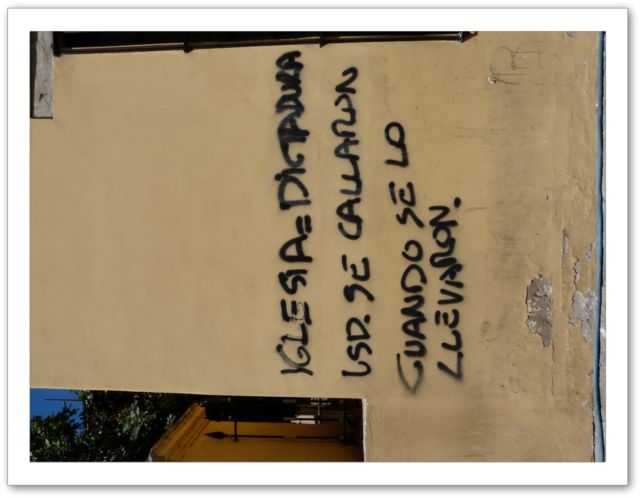 IGLESIA = DICTADURA
USD. SE CALLARON
CUANDO SE LO
LLEVARON.